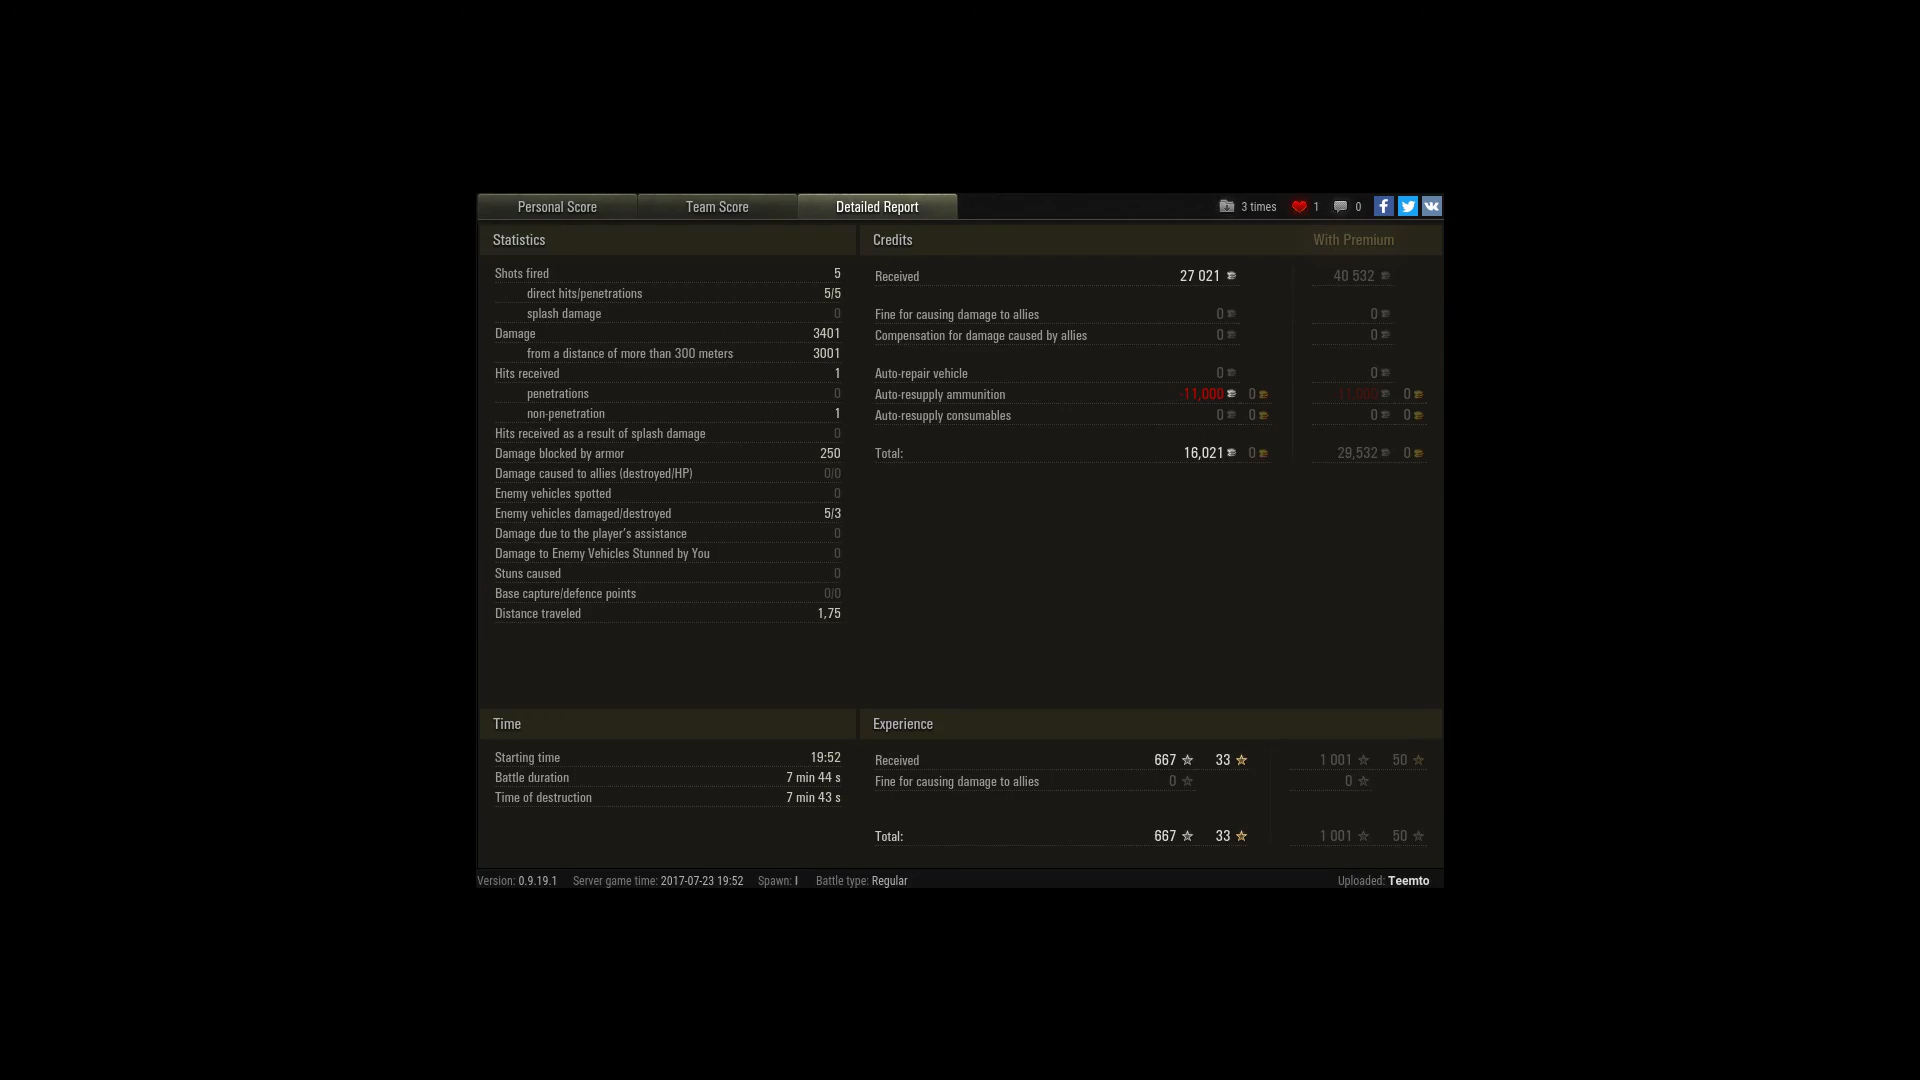 Personal Score Team Score Detailed Report 3 times 1 0
Statistics
Shots fired 5
direct hits/penetrations 5/5
splash damage 0
Damage 3401
from a distance of more than 300 meters 3001
Hits received 1
penetrations 0
non-penetration 1
Hits received as a result of splash damage 0
Damage blocked by armor 250
Damage caused to allies (destroyed/HP) 0/0
Enemy vehicles spotted 0
Enemy vehicles damaged/destroyed 5/3
Damage due to the player's assistance 0
Damage to Enemy Vehicles Stunned by You 0
Stuns caused 0
Base capture/defence points 0/0
Distance traveled 1,75
Credits With Premium
Received 27 021 40 532
Fine for causing damage to allies 0 0
Compensation for damage caused by allies 0 0
Auto-repair vehicle 0 0
Auto-resupply ammunition -11,000 0 -11,000 0
Auto-resupply consumables 0 0 0 0
Total: 16,021 0 29,532 0
Time
Starting time 19:52
Battle duration 7 min 44 s
Time of destruction 7 min 43 s
Experience
Received 667 33 1 001 50
Fine for causing damage to allies 0 0
Total: 667 33 1 001 50
Version: 0.9.19.1 Server game time: 2017-07-23 19:52 Spawn: I Battle type: Regular Uploaded: Teemto